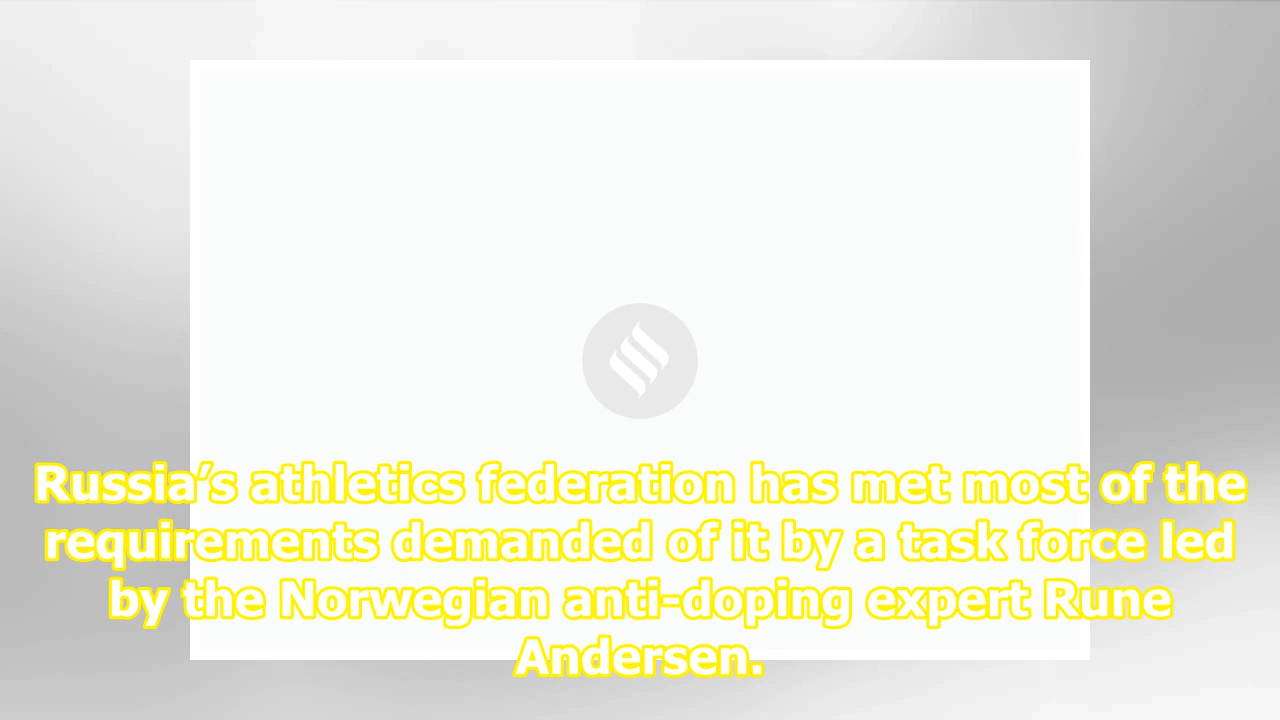 Russia’s athletics federation has met most of the
requirements demanded of it by a task force led
by the Norwegian anti-doping expert Rune
Andersen.